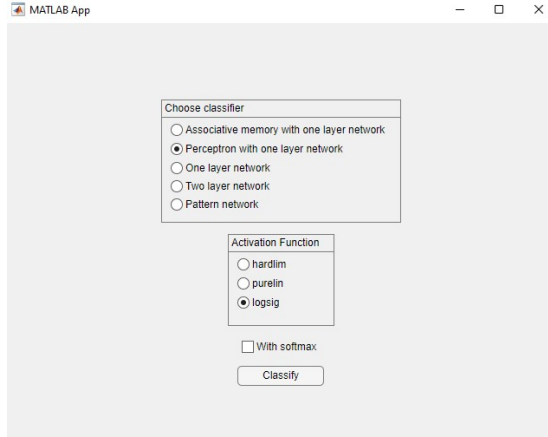 MATLAB App
Choose classifier
Associative memory with one layer network
Perceptron with one layer network
One layer network
Two layer network
Pattern network
Activation Function
hardlim
purelin
logsig
With softmax
Classify